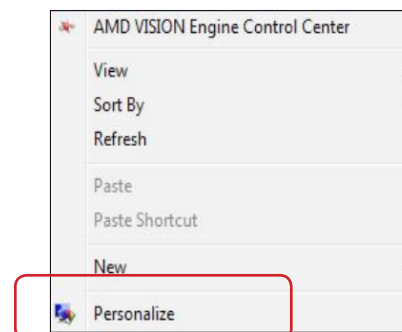 AMD VISION Engine Control Center
View
Sort By
Refresh
Paste
Paste Shortcut
New
Personalize